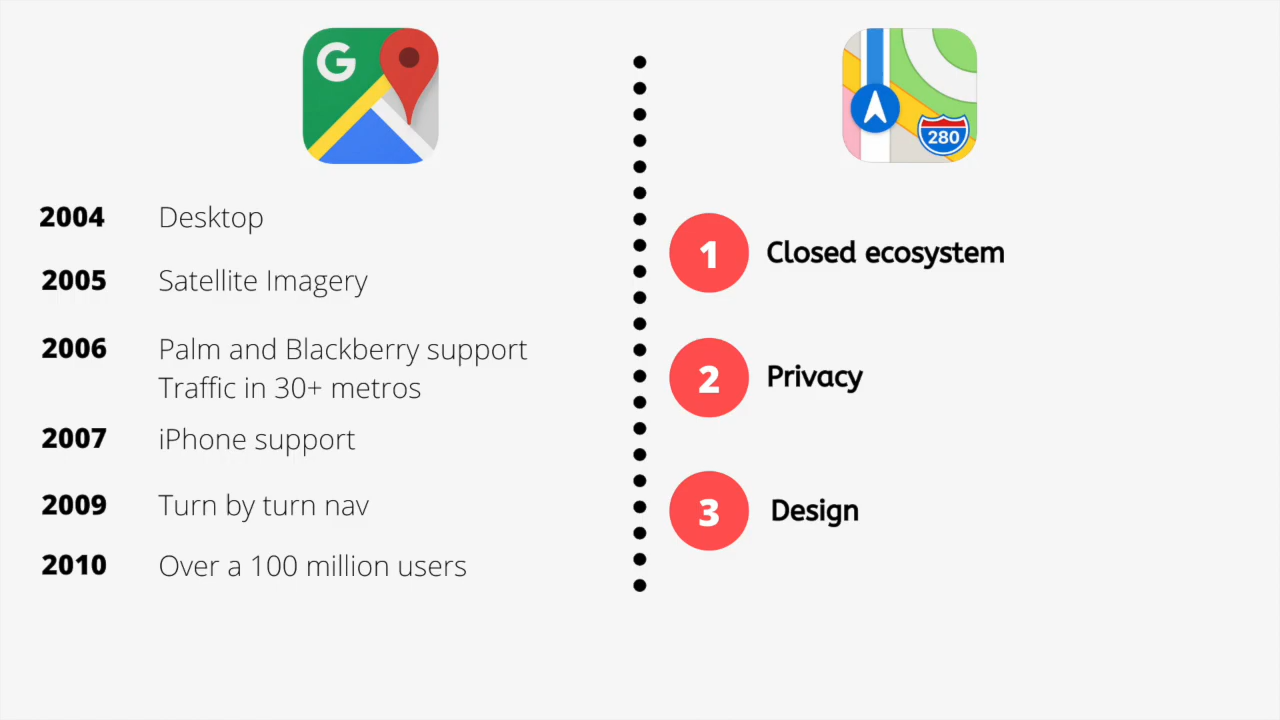 G
280
2004 Desktop
2005 Satellite Imagery
2006 Palm and Blackberry support
Traffic in 30+ metros
2007 iPhone support
2009 Turn by turn nav
2010 Over a 100 million users
1 Closed ecosystem
2 Privacy
3 Design